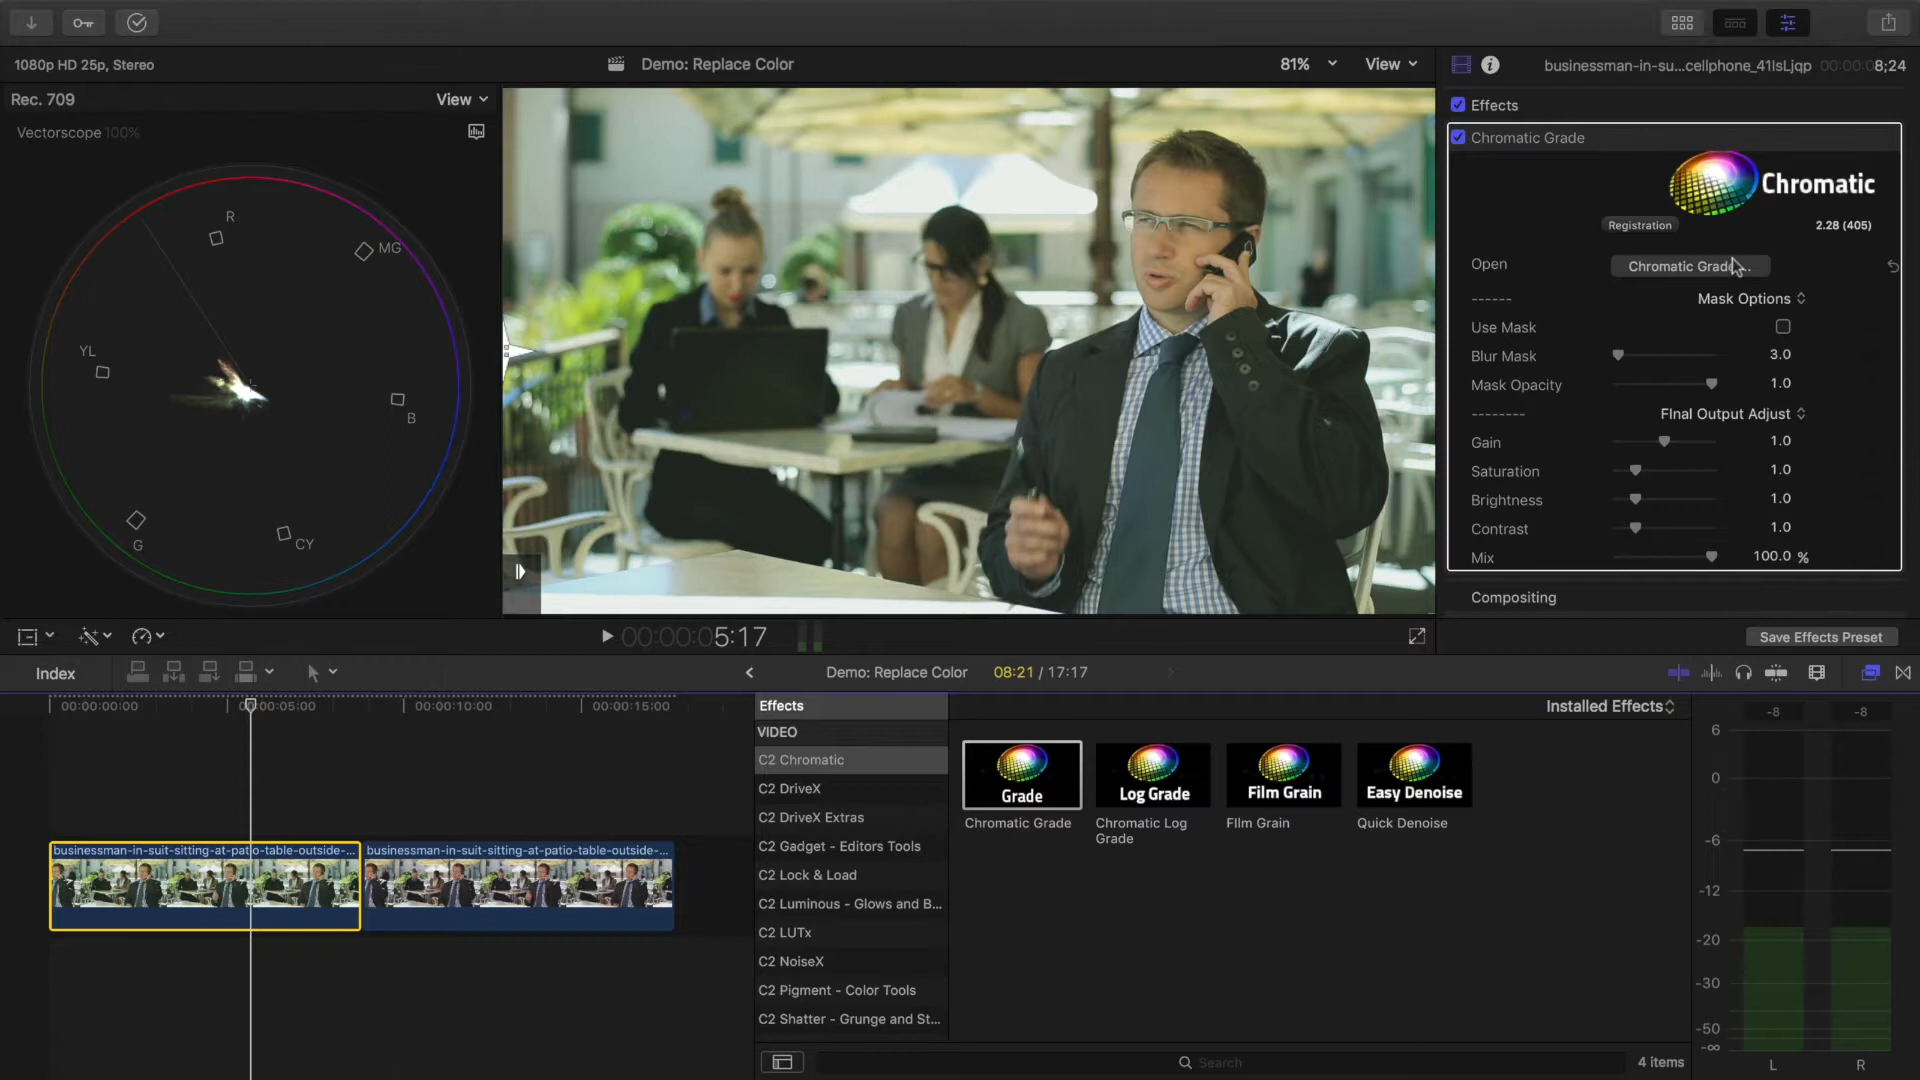 1080p HD 25p, Stereo
Demo: Replace Color
81%
View
businessman-in-su...cellphone_41lsLjqp
00:00:08;24
Rec. 709
View
Vectorscope 100%
R
MG
YL
B
G
CY
Effects
Chromatic Grade
Chromatic
Registration
2.28 (405)
Open
Chromatic Grade...
------
Mask Options
Use Mask
Blur Mask
3.0
Mask Opacity
1.0
--------
FInal Output Adjust
Gain
1.0
Saturation
1.0
Brightness
1.0
Contrast
1.0
Mix
100.0 %
Compositing
Save Effects Preset
00:00:05:17
Index
Demo: Replace Color
08:21 / 17:17
00:00:00:00
00:00:05:00
00:00:10:00
00:00:15:00
businessman-in-suit-sitting-at-patio-table-outside-...
businessman-in-suit-sitting-at-patio-table-outside-...
Effects
VIDEO
C2 Chromatic
C2 DriveX
C2 DriveX Extras
C2 Gadget - Editors Tools
C2 Lock & Load
C2 Luminous - Glows and B...
C2 LUTx
C2 NoiseX
C2 Pigment - Color Tools
C2 Shatter - Grunge and St...
Installed Effects
Grade
Log Grade
Film Grain
Easy Denoise
Chromatic Grade
Chromatic Log
Grade
FIlm Grain
Quick Denoise
Search
4 items
-8
-8
6
0
-6
-12
-20
-30
-50
-∞
L
R